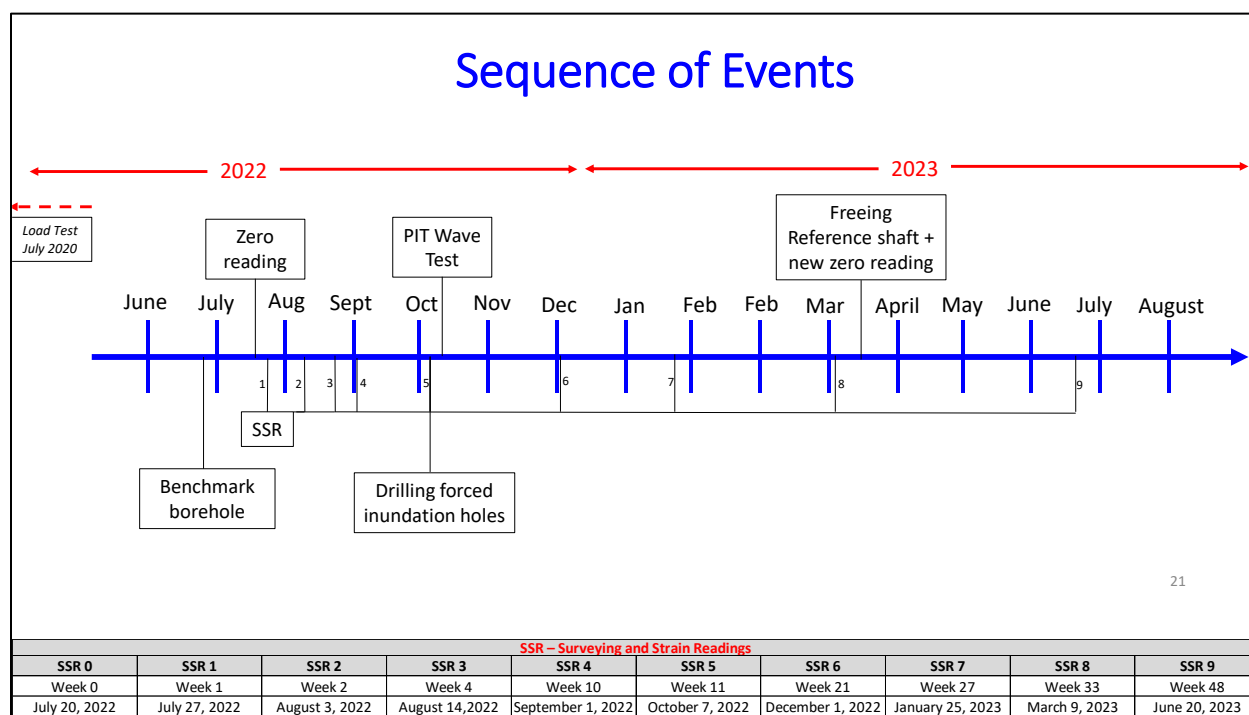 Sequence of Events
2022
2023
Load Test
July 2020
Zero
reading
PIT Wave
Test
Freeing
Reference shaft +
new zero reading
June
July
Aug
Sept
Oct
Nov
Dec
Jan
Feb
Feb
Mar
April
May
June
July
August
1
2
3
4
5
6
7
8
9
SSR
Benchmark
borehole
Drilling forced
inundation holes
21
SSR – Surveying and Strain Readings
SSR 0 SSR 1 SSR 2 SSR 3 SSR 4 SSR 5 SSR 6 SSR 7 SSR 8 SSR 9
Week 0 Week 1 Week 2 Week 4 Week 10 Week 11 Week 21 Week 27 Week 33 Week 48
July 20, 2022 July 27, 2022 August 3, 2022 August 14,2022 September 1, 2022 October 7, 2022 December 1, 2022 January 25, 2023 March 9, 2023 June 20, 2023